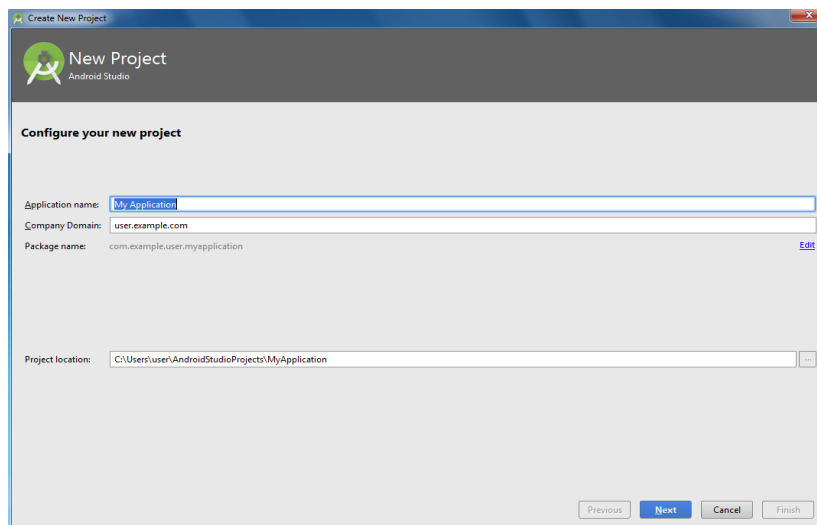 Create New Project
New Project
Android Studio
Configure your new project
Application name: My Application
Company Domain: user.example.com
Package name: com.example.user.myapplication Edit
Project location: C:\Users\user\AndroidStudioProjects\MyApplication ...
Previous Next Cancel Finish